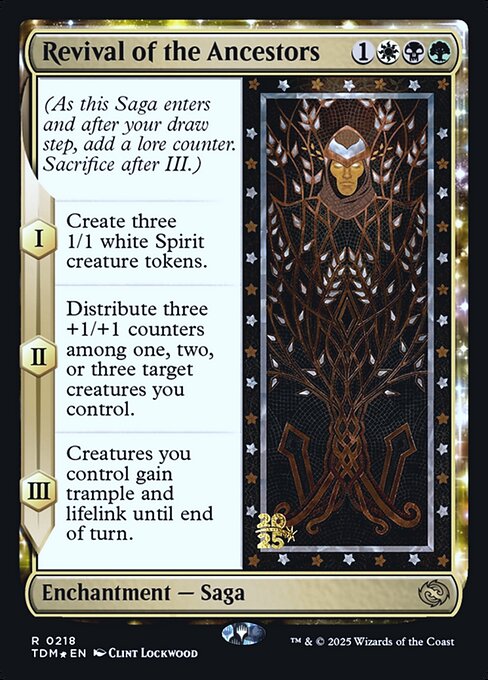 Revival of the Ancestors 1
(As this Saga enters
and after your draw
step, add a lore counter.
Sacrifice after III.)
I
Create three
1/1 white Spirit
creature tokens.
II
Distribute three
+1/+1 counters
among one, two,
or three target
creatures you
control.
III
Creatures you
control gain
trample and
lifelink until end
of turn.
20
25
Enchantment — Saga
R 0218
TDM★EN CLINT LOCKWOOD
™ & © 2025 Wizards of the Coast